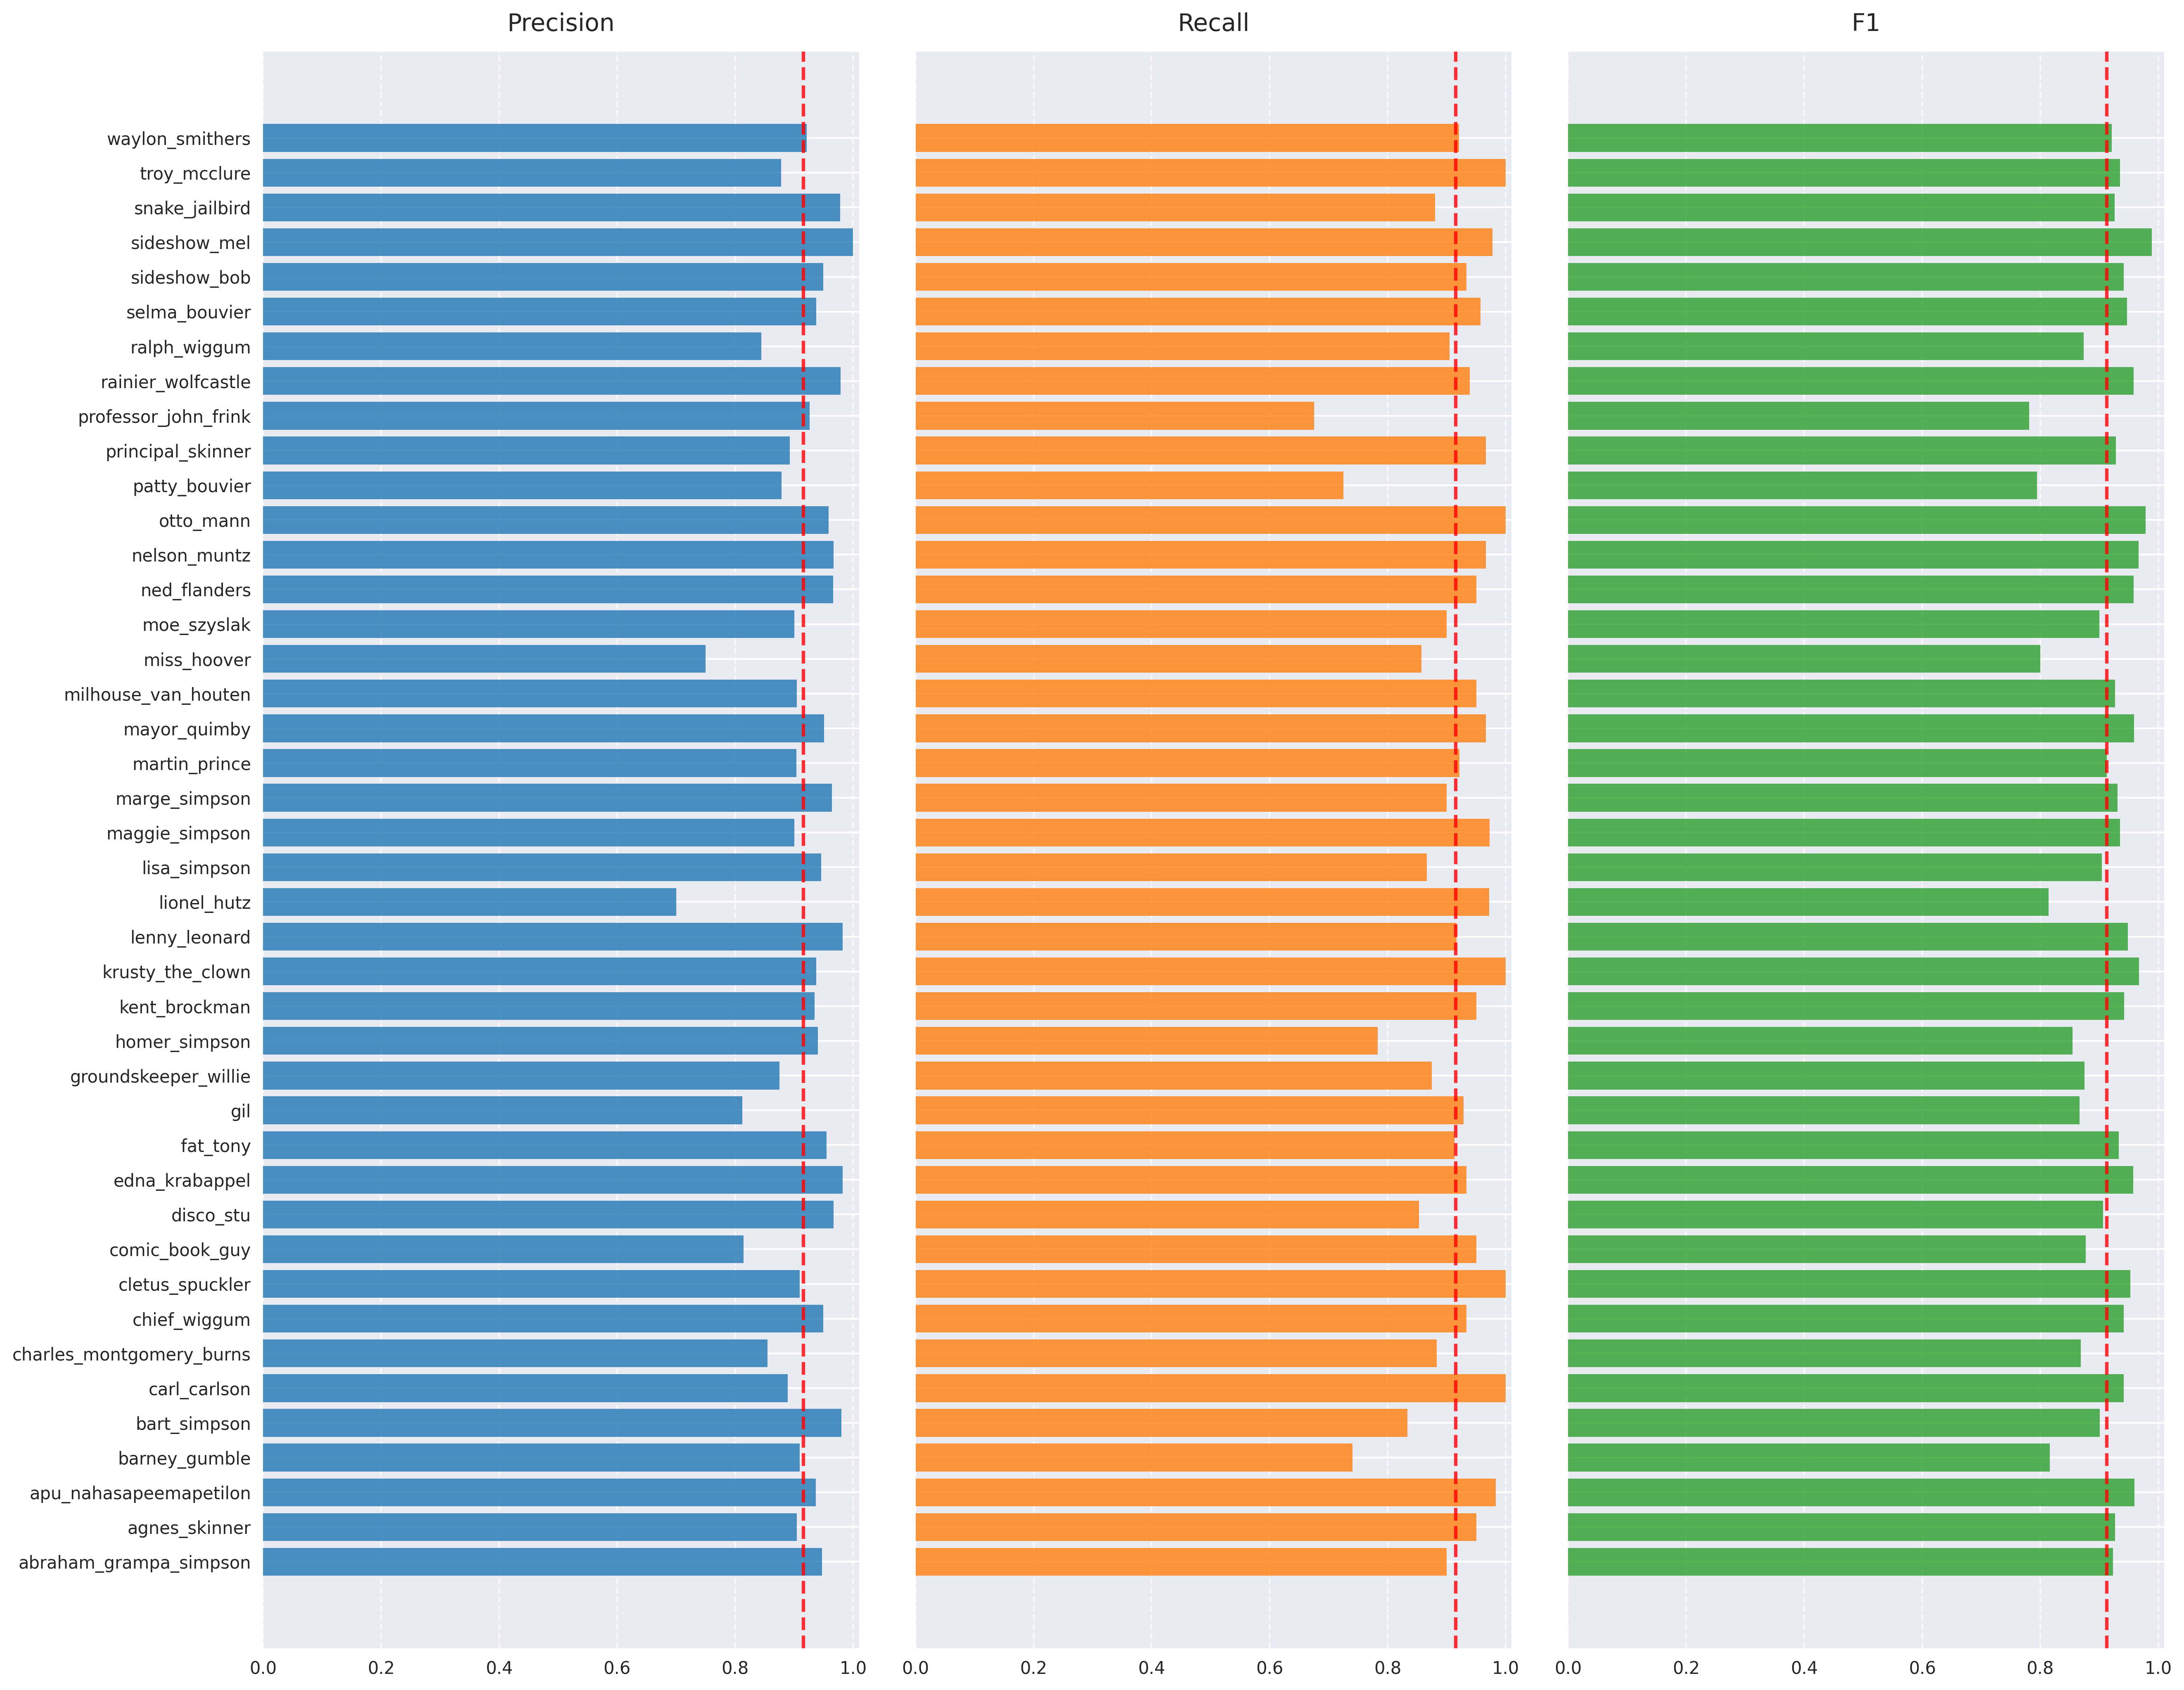 Precision
Recall
F1
waylon_smithers
troy_mcclure
snake_jailbird
sideshow_mel
sideshow_bob
selma_bouvier
ralph_wiggum
rainier_wolfcastle
professor_john_frink
principal_skinner
patty_bouvier
otto_mann
nelson_muntz
ned_flanders
moe_szyslak
miss_hoover
milhouse_van_houten
mayor_quimby
martin_prince
marge_simpson
maggie_simpson
lisa_simpson
lionel_hutz
lenny_leonard
krusty_the_clown
kent_brockman
homer_simpson
groundskeeper_willie
gil
fat_tony
edna_krabappel
disco_stu
comic_book_guy
cletus_spuckler
chief_wiggum
charles_montgomery_burns
carl_carlson
bart_simpson
barney_gumble
apu_nahasapeemapetilon
agnes_skinner
abraham_grampa_simpson
0.0 0.2 0.4 0.6 0.8 1.0
0.0 0.2 0.4 0.6 0.8 1.0
0.0 0.2 0.4 0.6 0.8 1.0